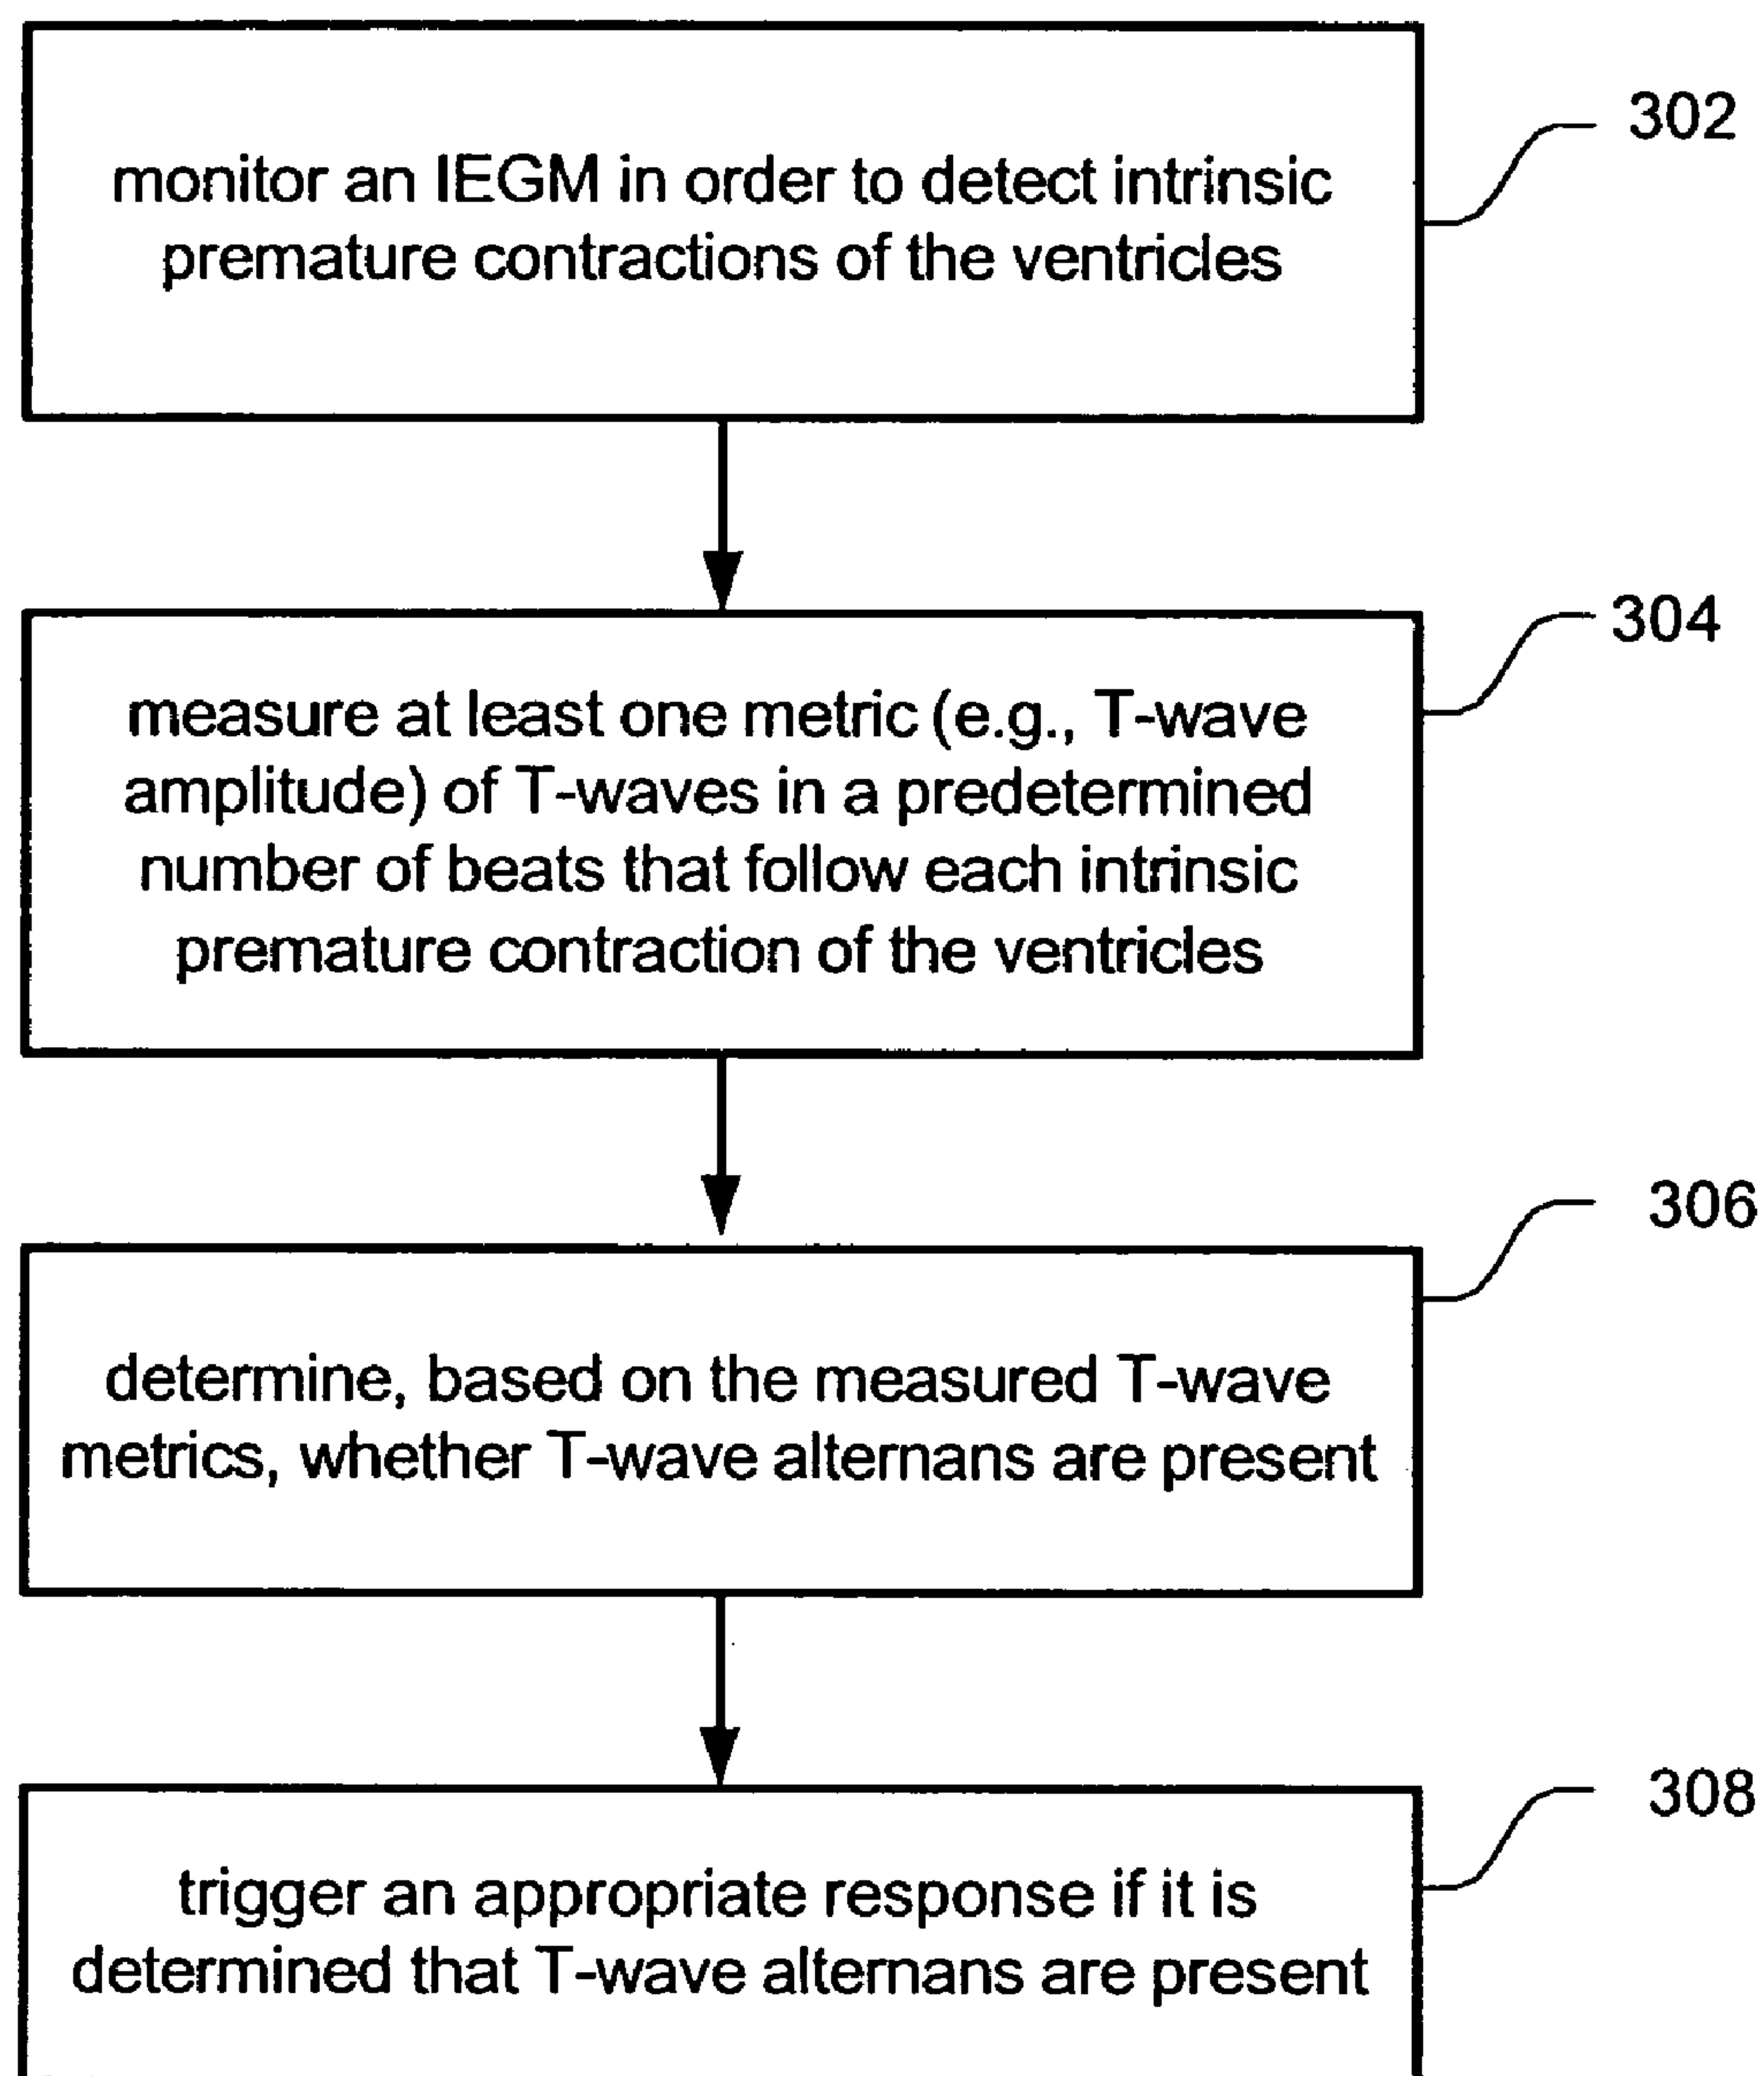 302
monitor an IEGM in order to detect intrinsic
premature contractions of the ventricles
304
measure at least one metric (e.g., T-wave
amplitude) of T-waves in a predetermined
number of beats that follow each intrinsic
premature contraction of the ventricles
306
determine, based on the measured T-wave
metrics, whether T-wave alternans are present
308
trigger an appropriate response if it is
determined that T-wave alternans are present